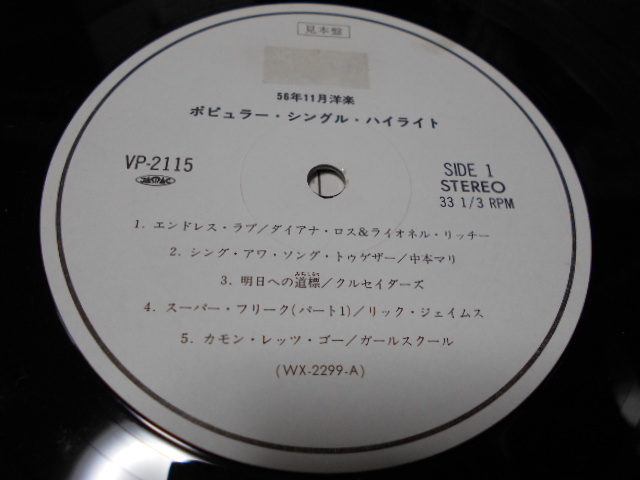 見本盤
56年11月洋楽
ポピュラー・シングル・ハイライト
VP-2115
SIDE 1
STEREO
33 1/3 RPM
1. エンドレス・ラブ/ダイアナ・ロス&ライオネル・リッチー
2. シング・アワ・ソング・トゥゲザー/中本マリ
3. 明日への道標/クルセイダーズ
4. スーパー・フリーク(パート1)/リック・ジェイムス
5. カモン・レッツ・ゴー/ガールスクール
(WX-2299-A)